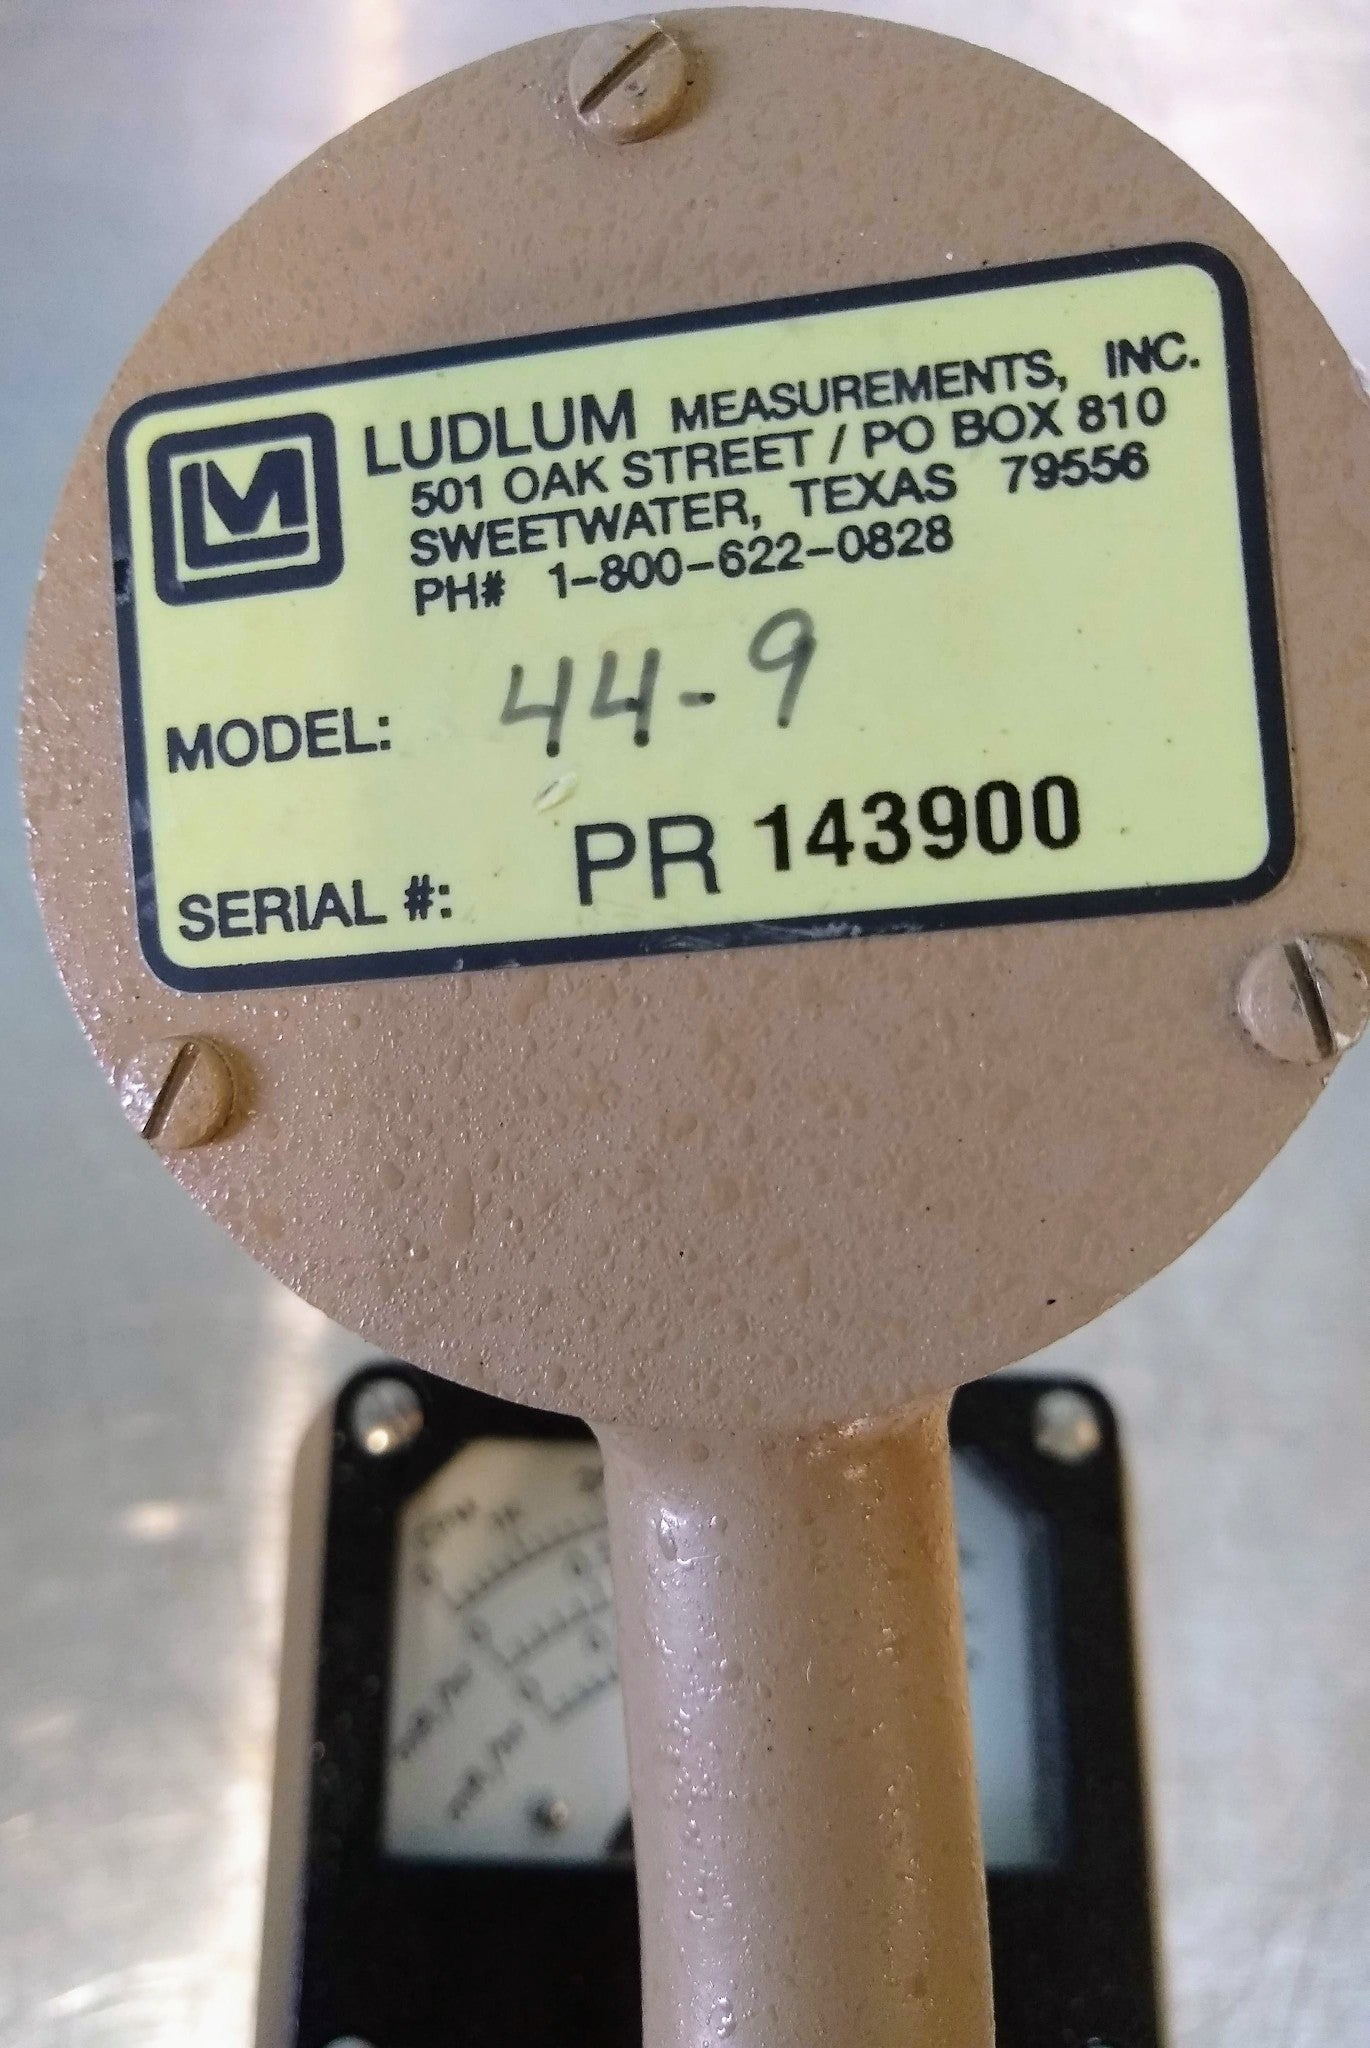 LM
LUDLUM MEASUREMENTS, INC.
501 OAK STREET / PO BOX 810
SWEETWATER, TEXAS 79556
PH# 1-800-622-0828
MODEL: 44-9
SERIAL #: PR 143900